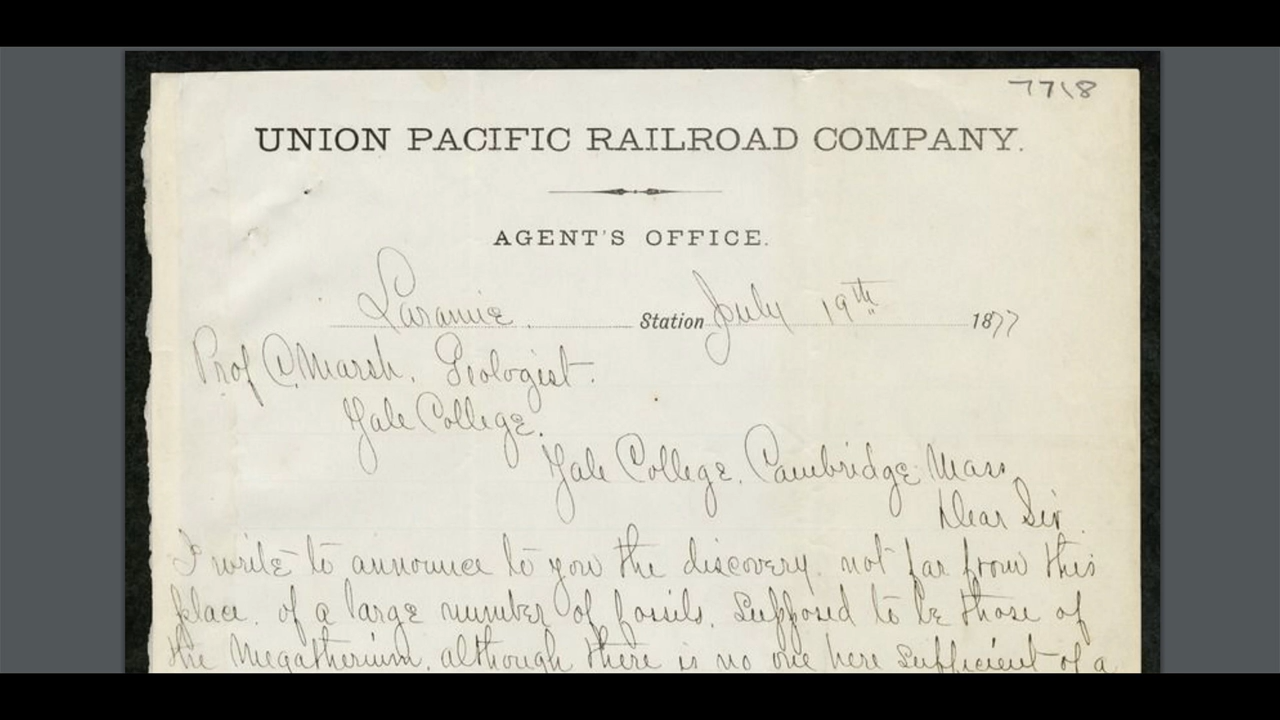 7718
UNION PACIFIC RAILROAD COMPANY.
AGENT'S OFFICE.
Laramie. Station July 19th 1877
Prof C. Marsh. Geologist.
Yale College.
Yale College. Cambridge Mass
Dear Sir.
I write to announce to you the discovery not far from this
place. of a large number of fossils. supposed to be those of
the Megatherium. although there is no one here sufficient of a